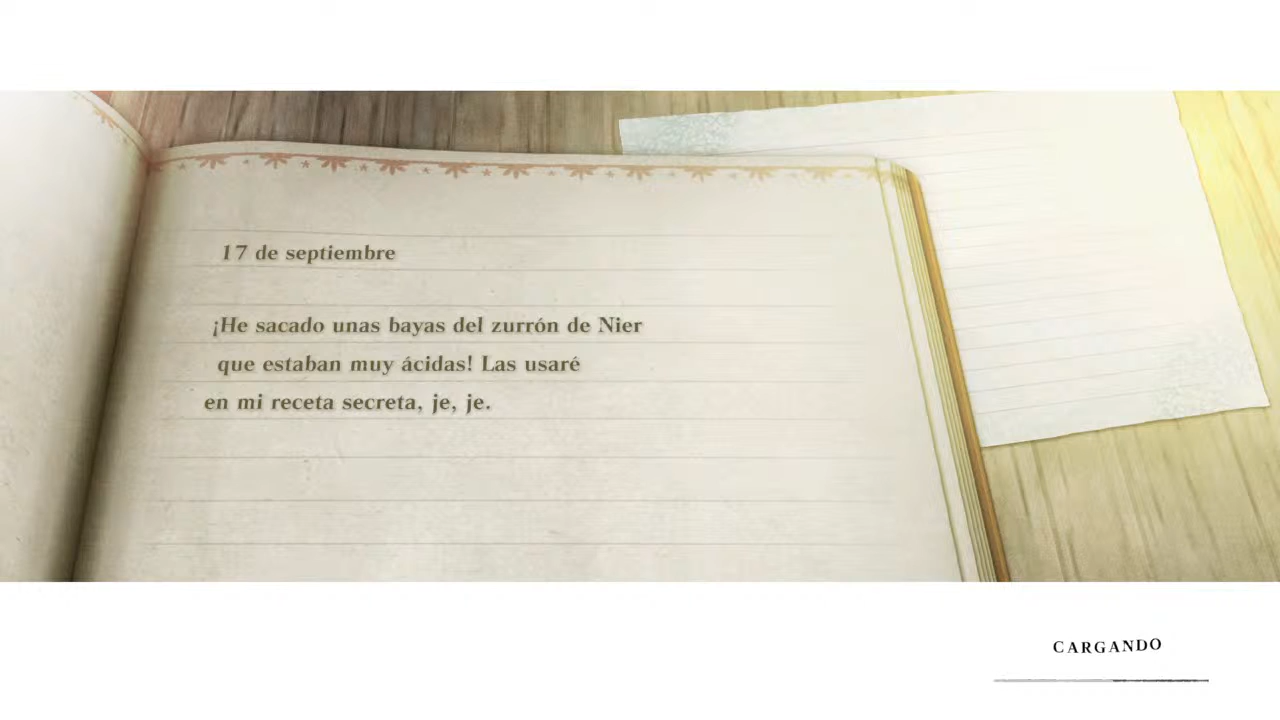 17 de septiembre
¡He sacado unas bayas del zurrón de Nier
que estaban muy ácidas! Las usaré
en mi receta secreta, je, je.
CARGANDO